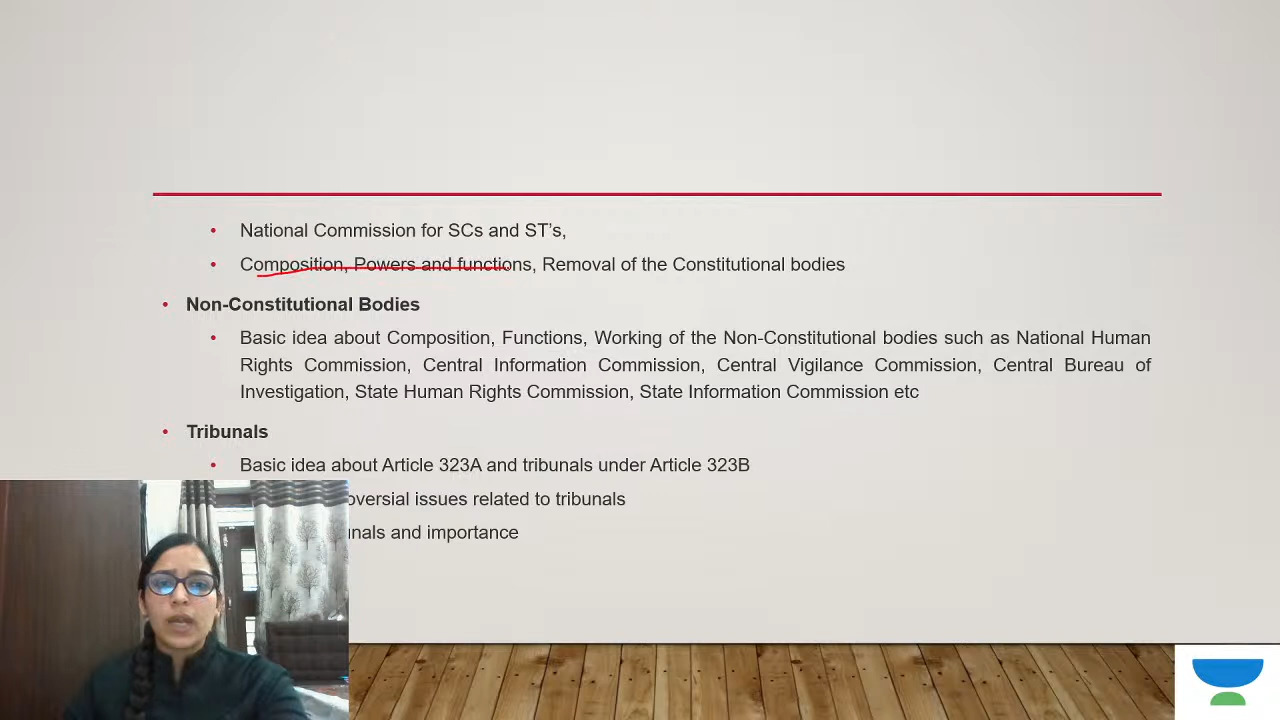 National Commission for SCs and ST's,
Composition, Powers and functions, Removal of the Constitutional bodies
Non-Constitutional Bodies
Basic idea about Composition, Functions, Working of the Non-Constitutional bodies such as National Human
Rights Commission, Central Information Commission, Central Vigilance Commission, Central Bureau of
Investigation, State Human Rights Commission, State Information Commission etc
Tribunals
Basic idea about Article 323A and tribunals under Article 323B
issues related to tribunals
and importance